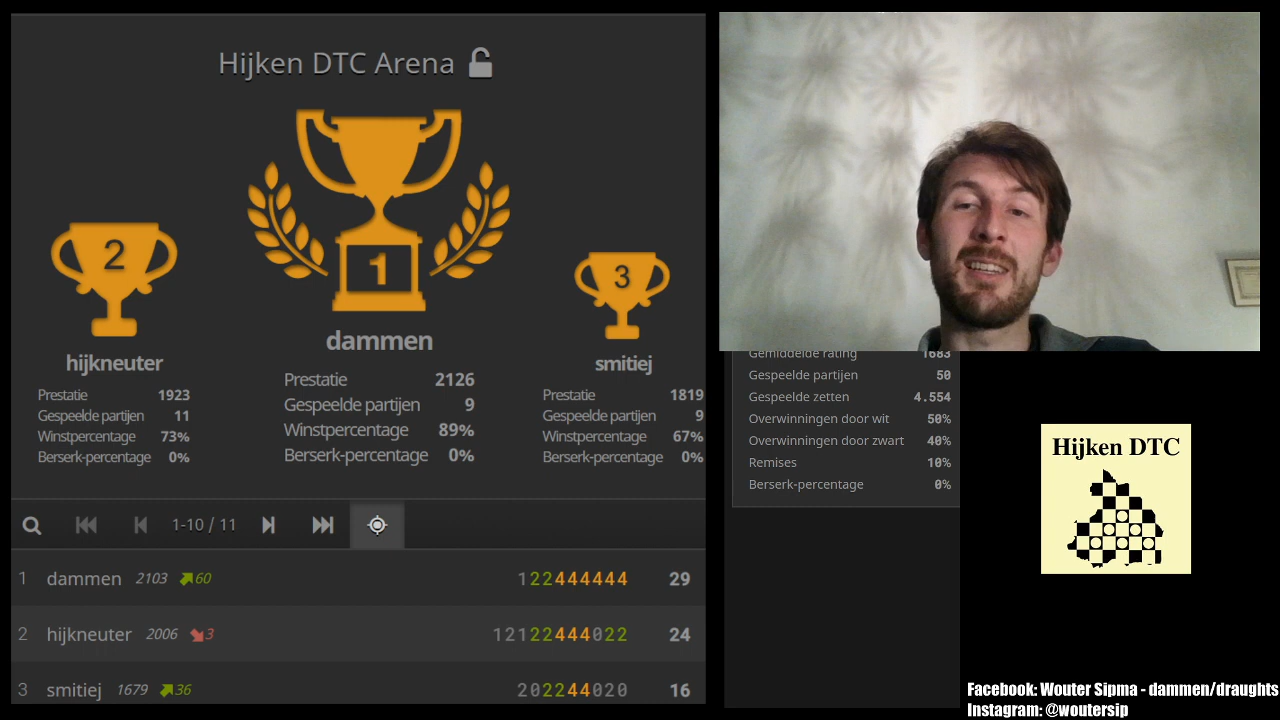 Hijken DTC Arena
2
1
3
hijkneuter
Prestatie 1923
Gespeelde partijen 11
Winstpercentage 73%
Berserk-percentage 0%
dammen
Prestatie 2126
Gespeelde partijen 9
Winstpercentage 89%
Berserk-percentage 0%
smitiej
Prestatie 1819
Gespeelde partijen 9
Winstpercentage 67%
Berserk-percentage 0%
1-10 / 11
1 dammen 2103 60 122444444 29
2 hijkneuter 2006 3 12122444022 24
3 smitiej 1679 36 202244020 16
Gemiddelde rating 1683
Gespeelde partijen 50
Gespeelde zetten 4.554
Overwinningen door wit 50%
Overwinningen door zwart 40%
Remises 10%
Berserk-percentage 0%
Hijken DTC
Facebook: Wouter Sipma - dammen/draughts
Instagram: @woutersip